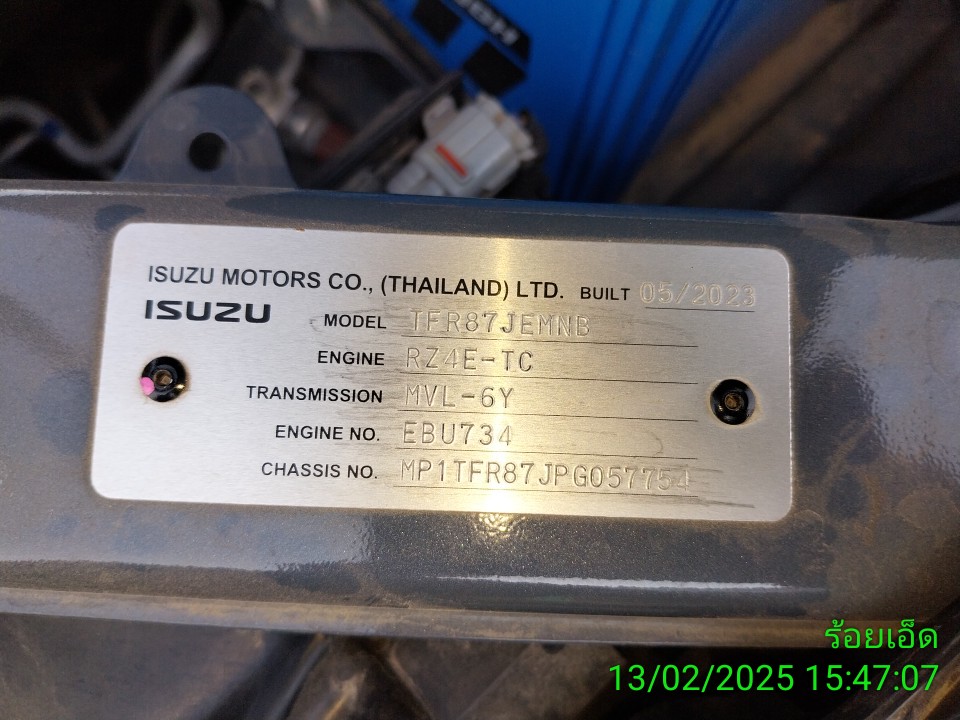 ISUZU MOTORS CO., (THAILAND) LTD. BUILT 05/2023
ISUZU
MODEL TFR87JEMNB
ENGINE RZ4E-TC
TRANSMISSION MVL-6Y
ENGINE NO. EBU734
CHASSIS NO. MP1TFR87JPG057754
ร้อยเอ็ด
13/02/2025 15:47:07